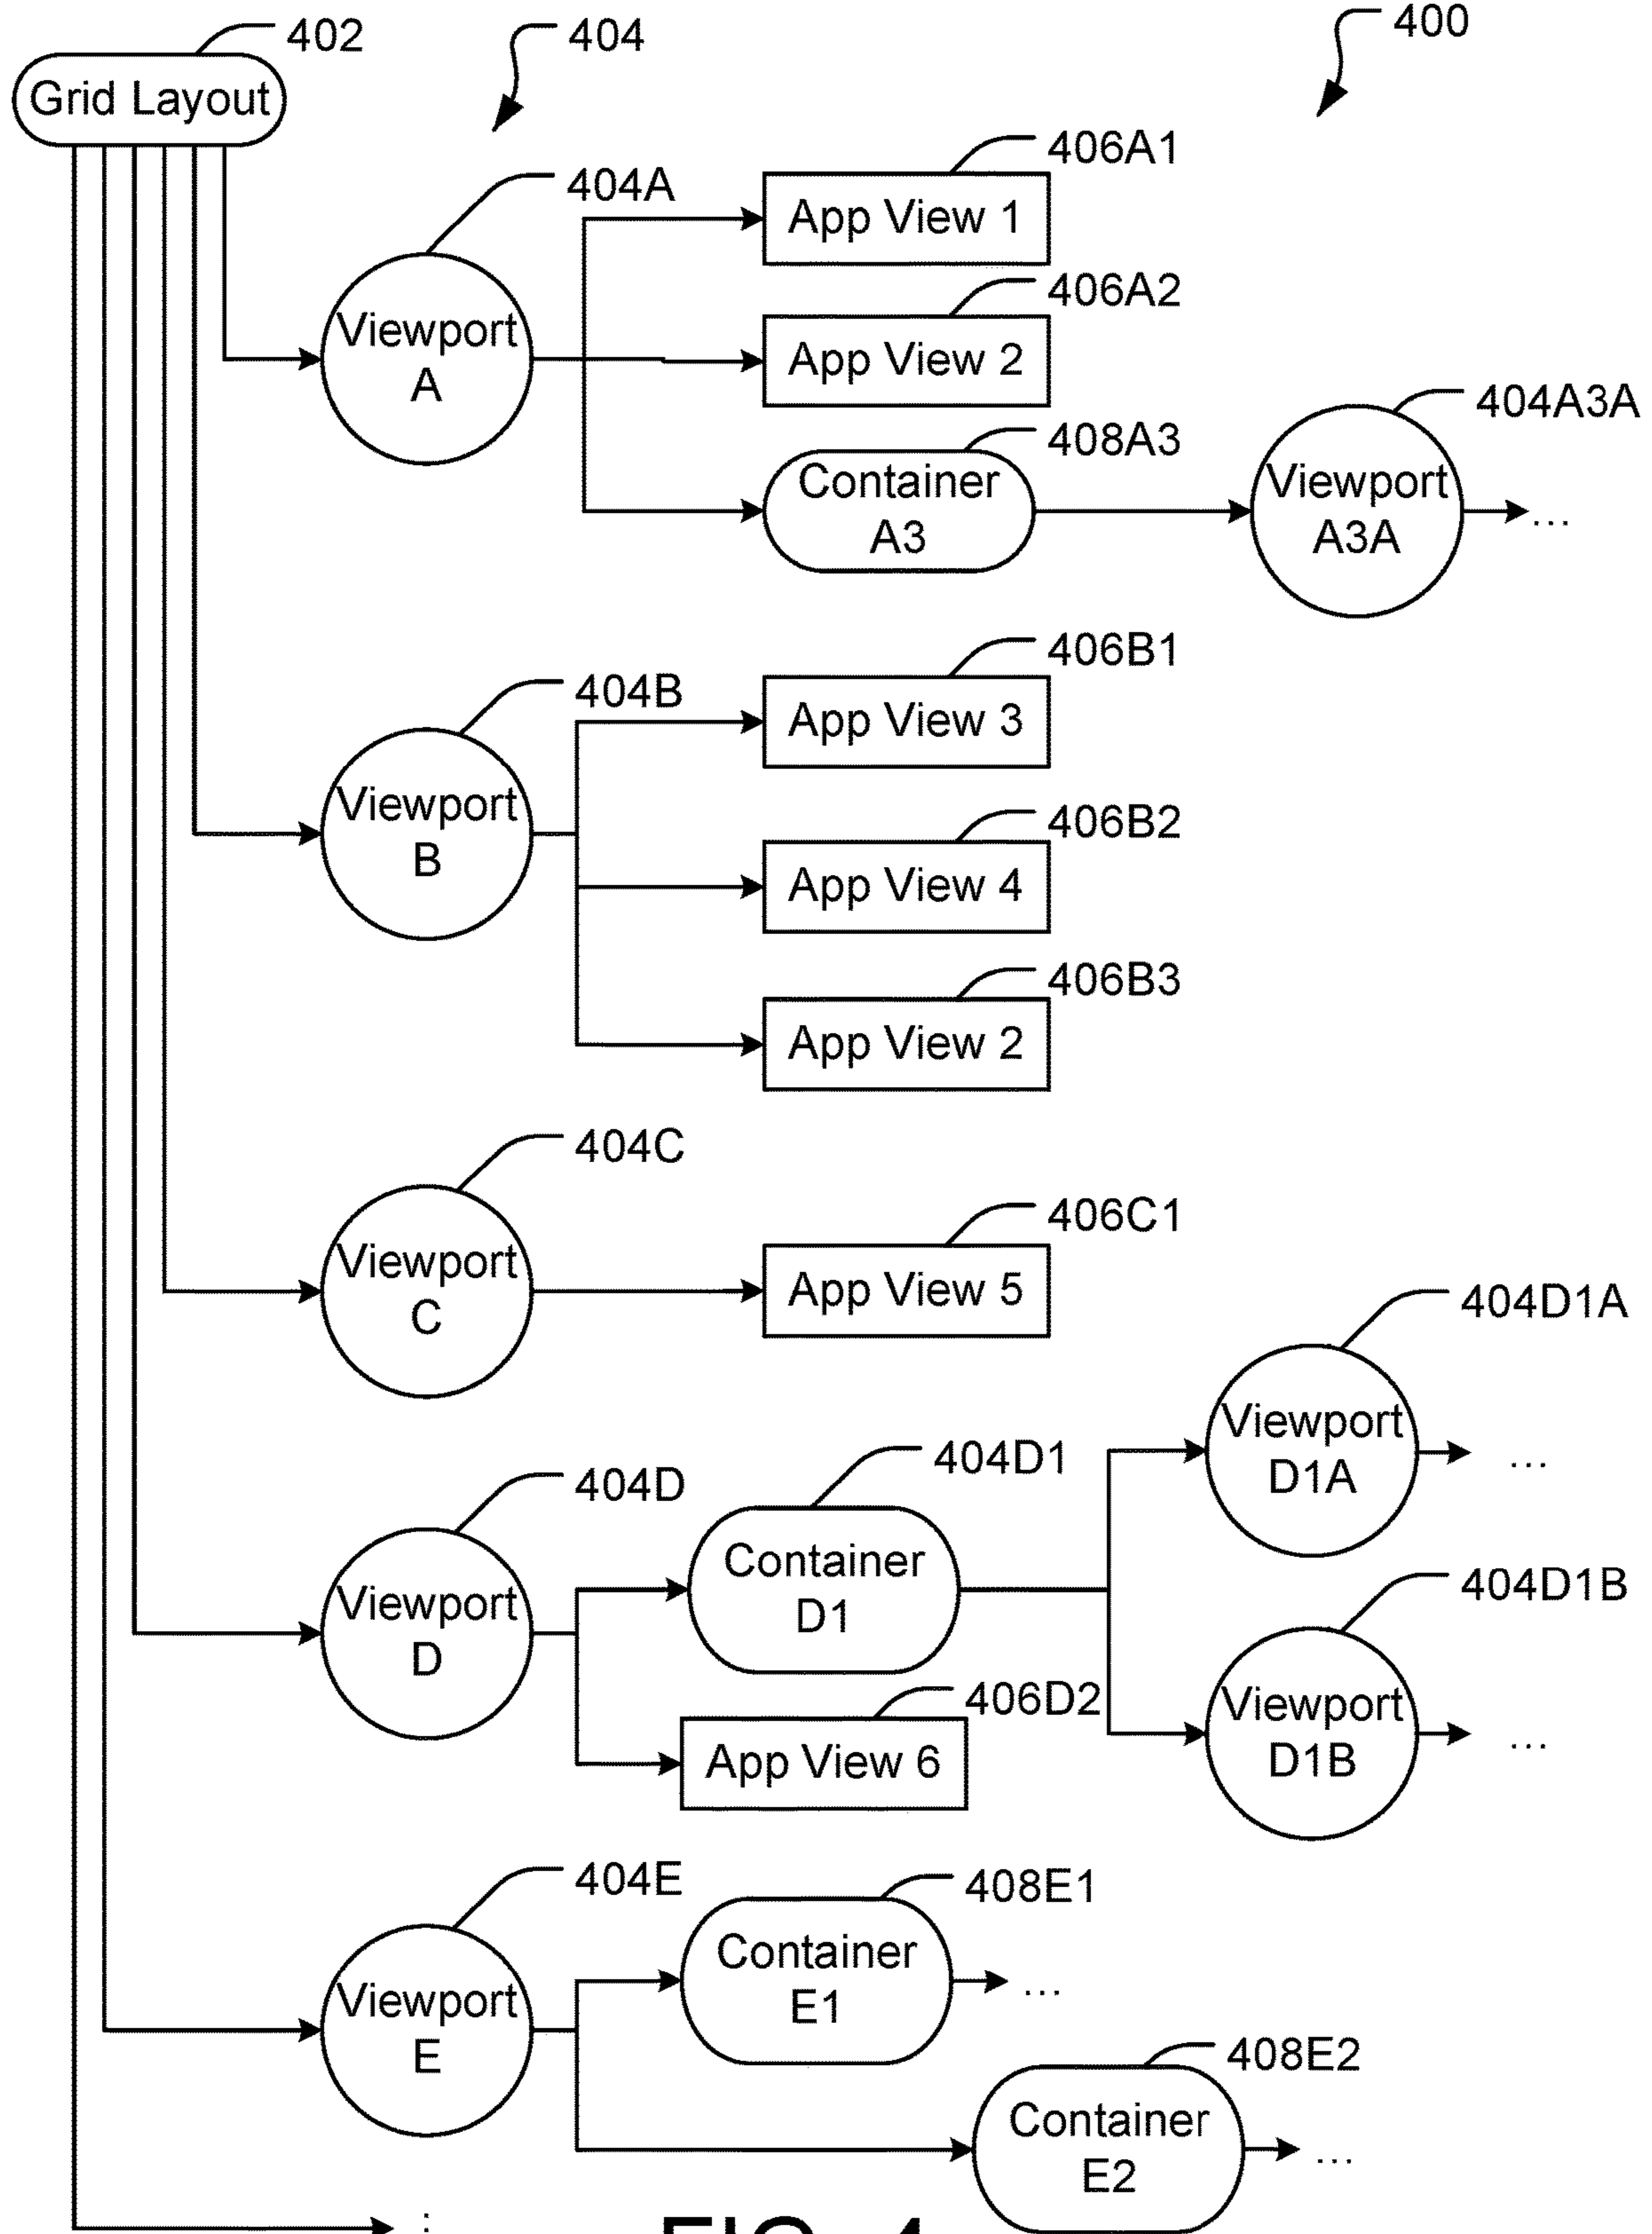 402
404
400
Grid Layout
404A
406A1
App View 1
Viewport
A
406A2
App View 2
408A3
Container
A3
404A3A
Viewport
A3A
...
404B
Viewport
B
406B1
App View 3
406B2
App View 4
406B3
App View 2
404C
Viewport
C
406C1
App View 5
404D
Viewport
D
404D1
Container
D1
404D1A
Viewport
D1A
...
404D1B
Viewport
D1B
...
406D2
App View 6
404E
Viewport
E
408E1
Container
E1
...
408E2
Container
E2
...